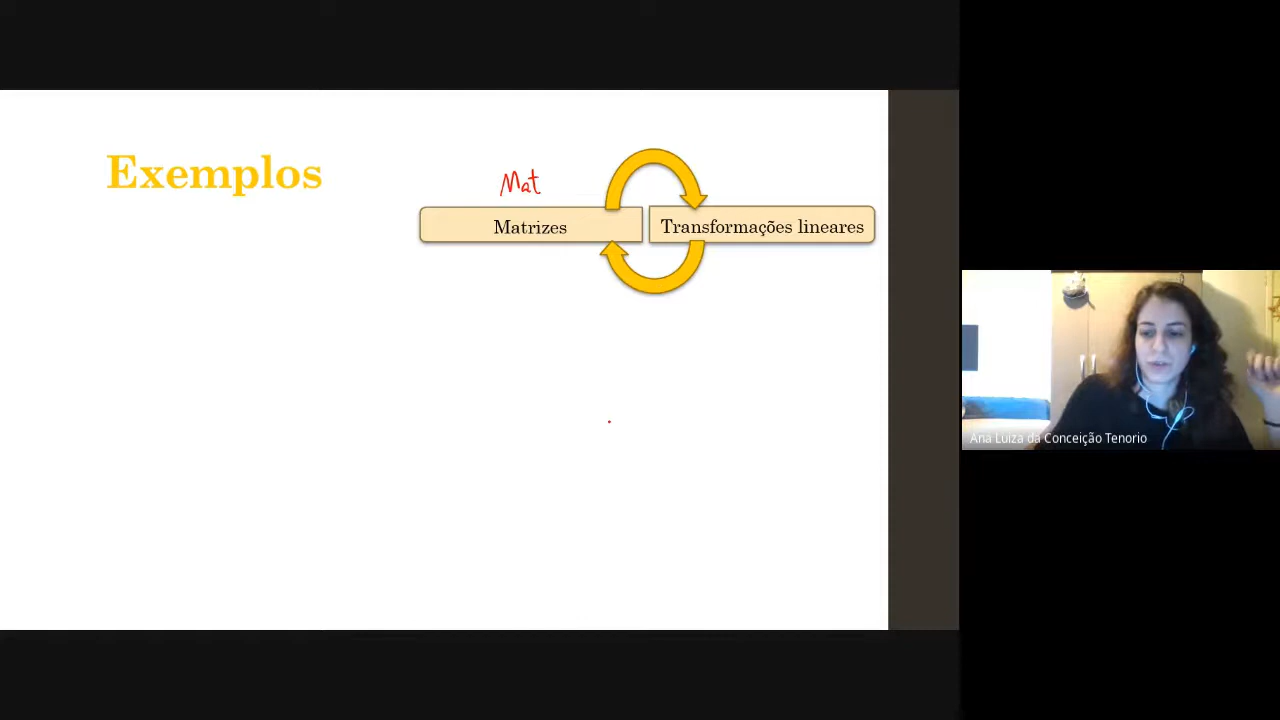 Exemplos
Mat
Matrizes
Transformações lineares
Ana Luiza da Conceição Tenorio